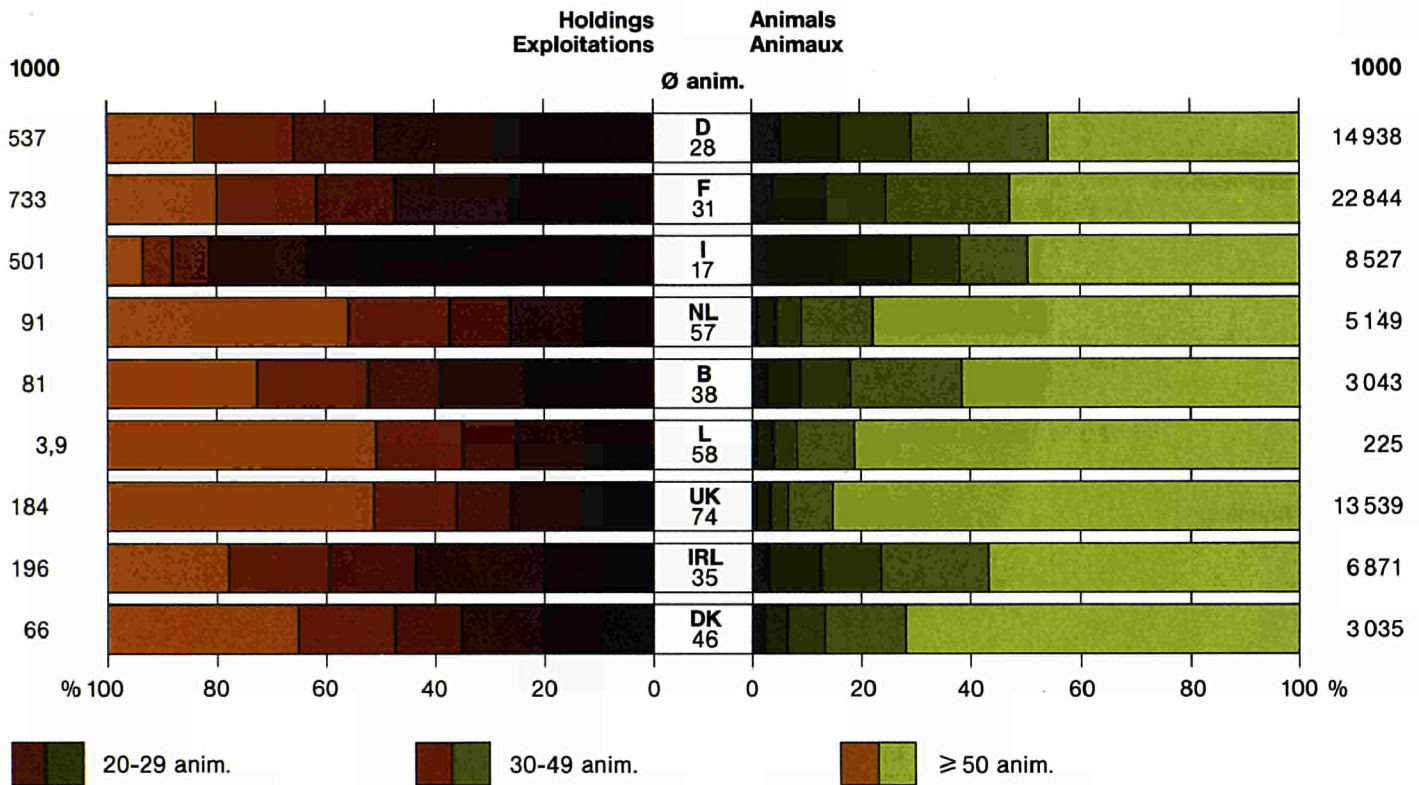 Holdings Animals
Exploitations Animaux
1000 1000
Ø anim.
537 D 14 938
28
733 F 22 844
31
501 I 8 527
17
91 NL 5 149
57
81 B 3 043
38
3,9 L 225
58
184 UK 13 539
74
196 IRL 6 871
35
66 DK 3 035
46
% 100 80 60 40 20 0 0 20 40 60 80 100 %
20-29 anim. 30-49 anim. ⩾ 50 anim.